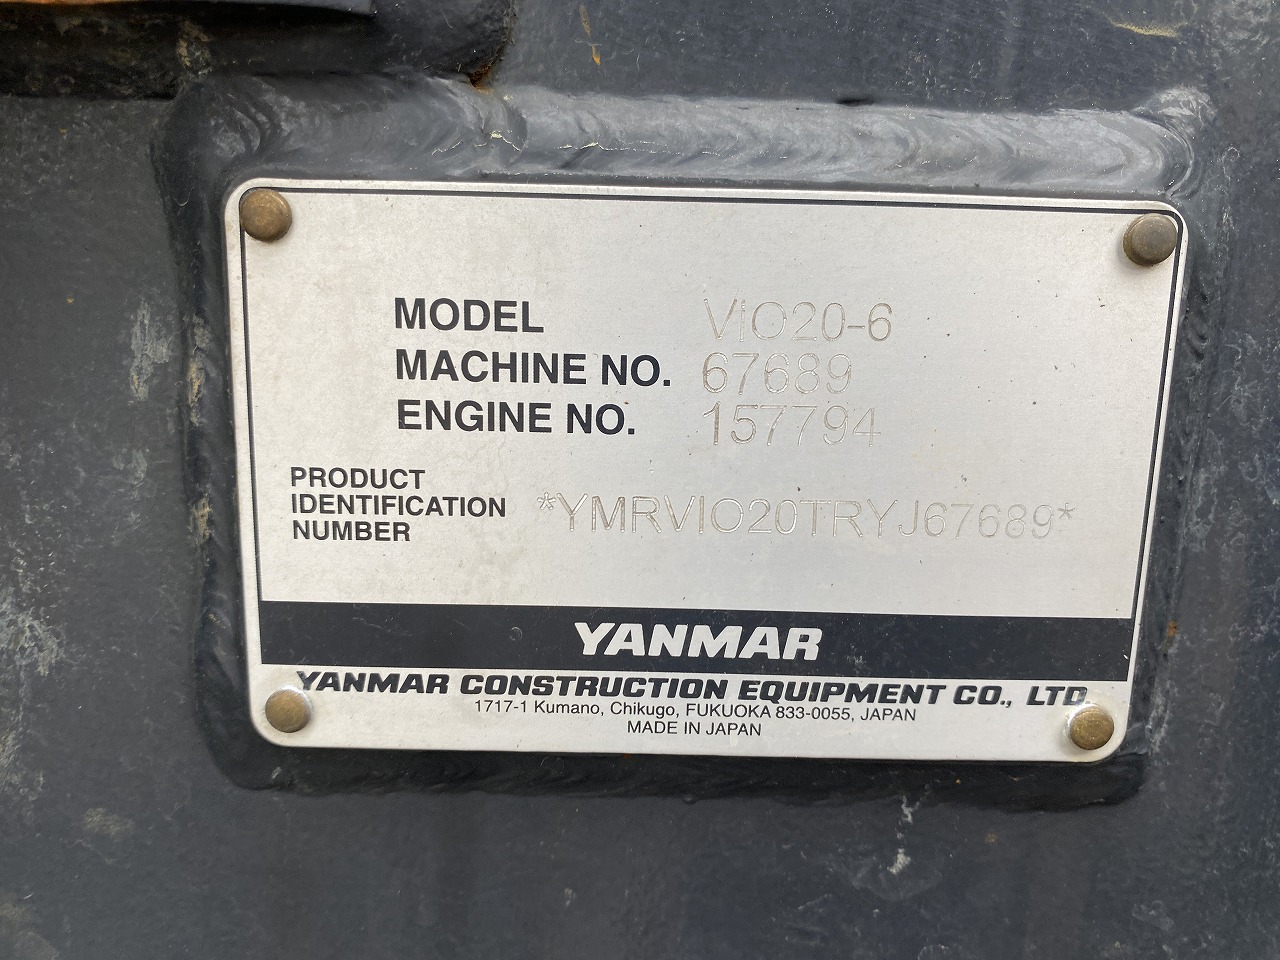 MODEL ViO20-6
MACHINE NO. 67689
ENGINE NO. 157794
PRODUCT
IDENTIFICATION *YMRVIO20TRYJ67689*
NUMBER
YANMAR
YANMAR CONSTRUCTION EQUIPMENT CO., LTD.
1717-1 Kumano, Chikugo, FUKUOKA 833-0055, JAPAN
MADE IN JAPAN